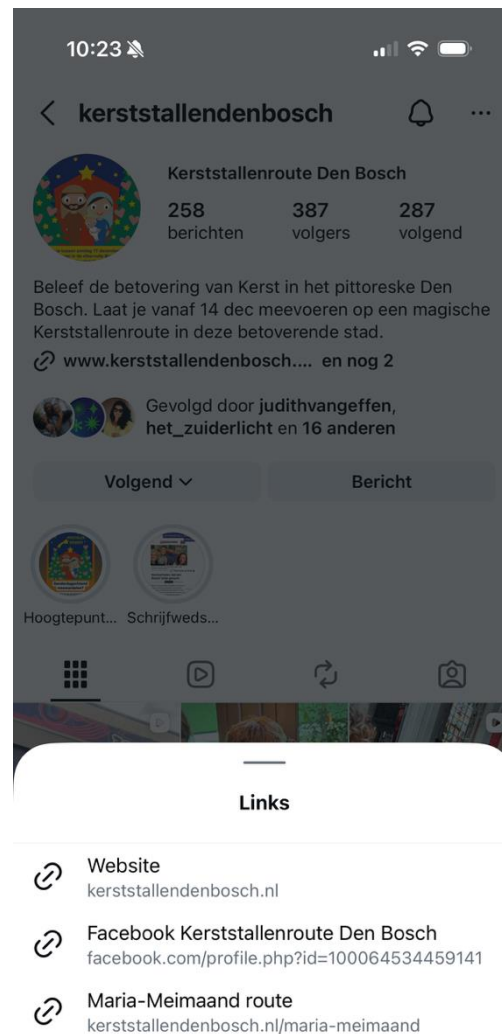 10:23
kerststallendenbosch
Kerststallenroute Den Bosch
258 387 287
berichten volgers volgend
Beleef de betovering van Kerst in het pittoreske Den
Bosch. Laat je vanaf 14 dec meevoeren op een magische
Kerststallenroute in deze betoverende stad.
www.kerststallendenbosch.... en nog 2
Gevolgd door judithvangeffen,
het_zuiderlicht en 16 anderen
Volgend Bericht
Hoogtepunt... Schrijfweds...
Links
Website
kerststallendenbosch.nl
Facebook Kerststallenroute Den Bosch
facebook.com/profile.php?id=100064534459141
Maria-Meimaand route
kerststallendenbosch.nl/maria-meimaand